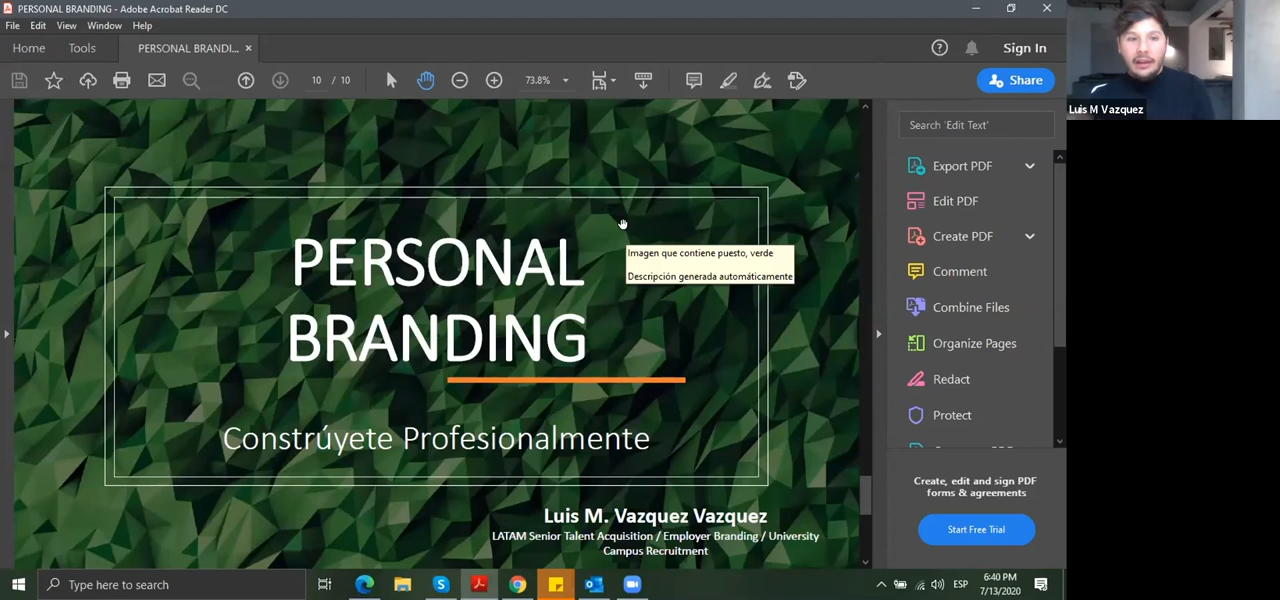 PERSONAL BRANDING - Adobe Acrobat Reader DC
File Edit View Window Help
Home Tools PERSONAL BRANDI... ×
Sign In
10 / 10
73.8%
Share
Luis M Vazquez
Search 'Edit Text'
Export PDF
Edit PDF
Create PDF
Comment
Combine Files
Organize Pages
Redact
Protect
Create, edit and sign PDF
forms & agreements
Start Free Trial
PERSONAL
BRANDING
Imagen que contiene puesto, verde
Descripción generada automáticamente
Constrúyete Profesionalmente
Luis M. Vazquez Vazquez
LATAM Senior Talent Acquisition / Employer Branding / University
Campus Recruitment
Type here to search
ESP
6:40 PM
7/13/2020